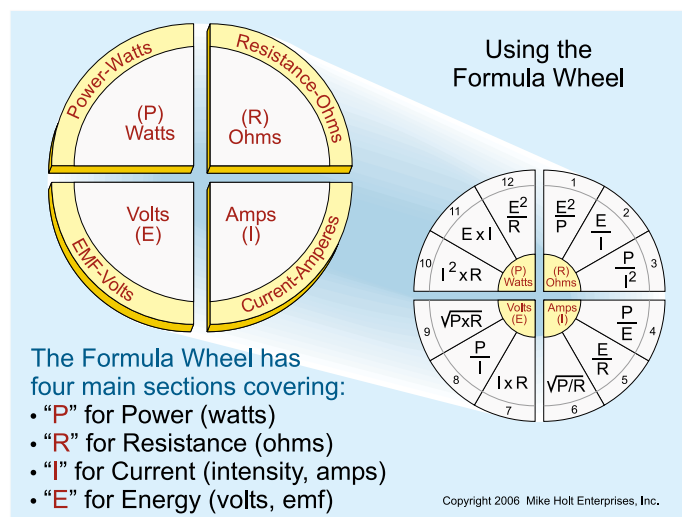 Using the
Formula Wheel
Power-Watts
Resistance-Ohms
(P)
Watts
(R)
Ohms
Volts
(E)
Amps
(I)
EMF-Volts
Current-Amperes
12
1
11
2
10
3
9
4
8
5
7
6
E²/R
E²/P
E x I
E/I
I² x R
P/I²
(P)
Watts
(R)
Ohms
Volts
(E)
Amps
(I)
√PxR
P/E
P/I
E/R
I x R
√P/R
The Formula Wheel has
four main sections covering:
• “P” for Power (watts)
• “R” for Resistance (ohms)
• “I” for Current (intensity, amps)
• “E” for Energy (volts, emf)
Copyright 2006 Mike Holt Enterprises, Inc.